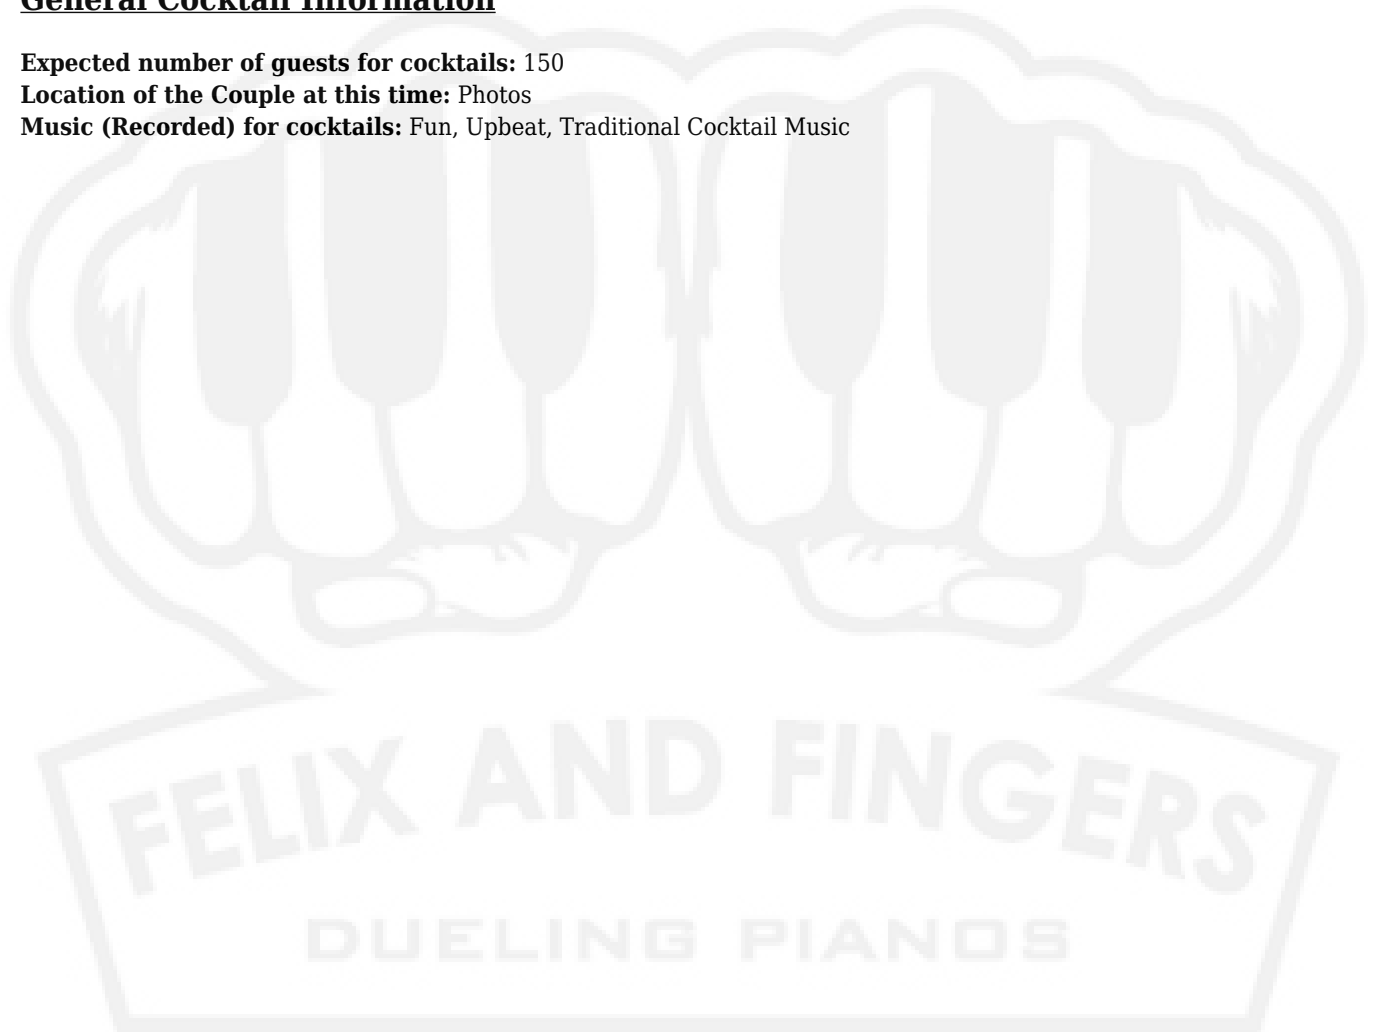 General Cocktail Information
Expected number of guests for cocktails: 150
Location of the Couple at this time: Photos
Music (Recorded) for cocktails: Fun, Upbeat, Traditional Cocktail Music
FELIX AND FINGERS
DUELING PIANOS